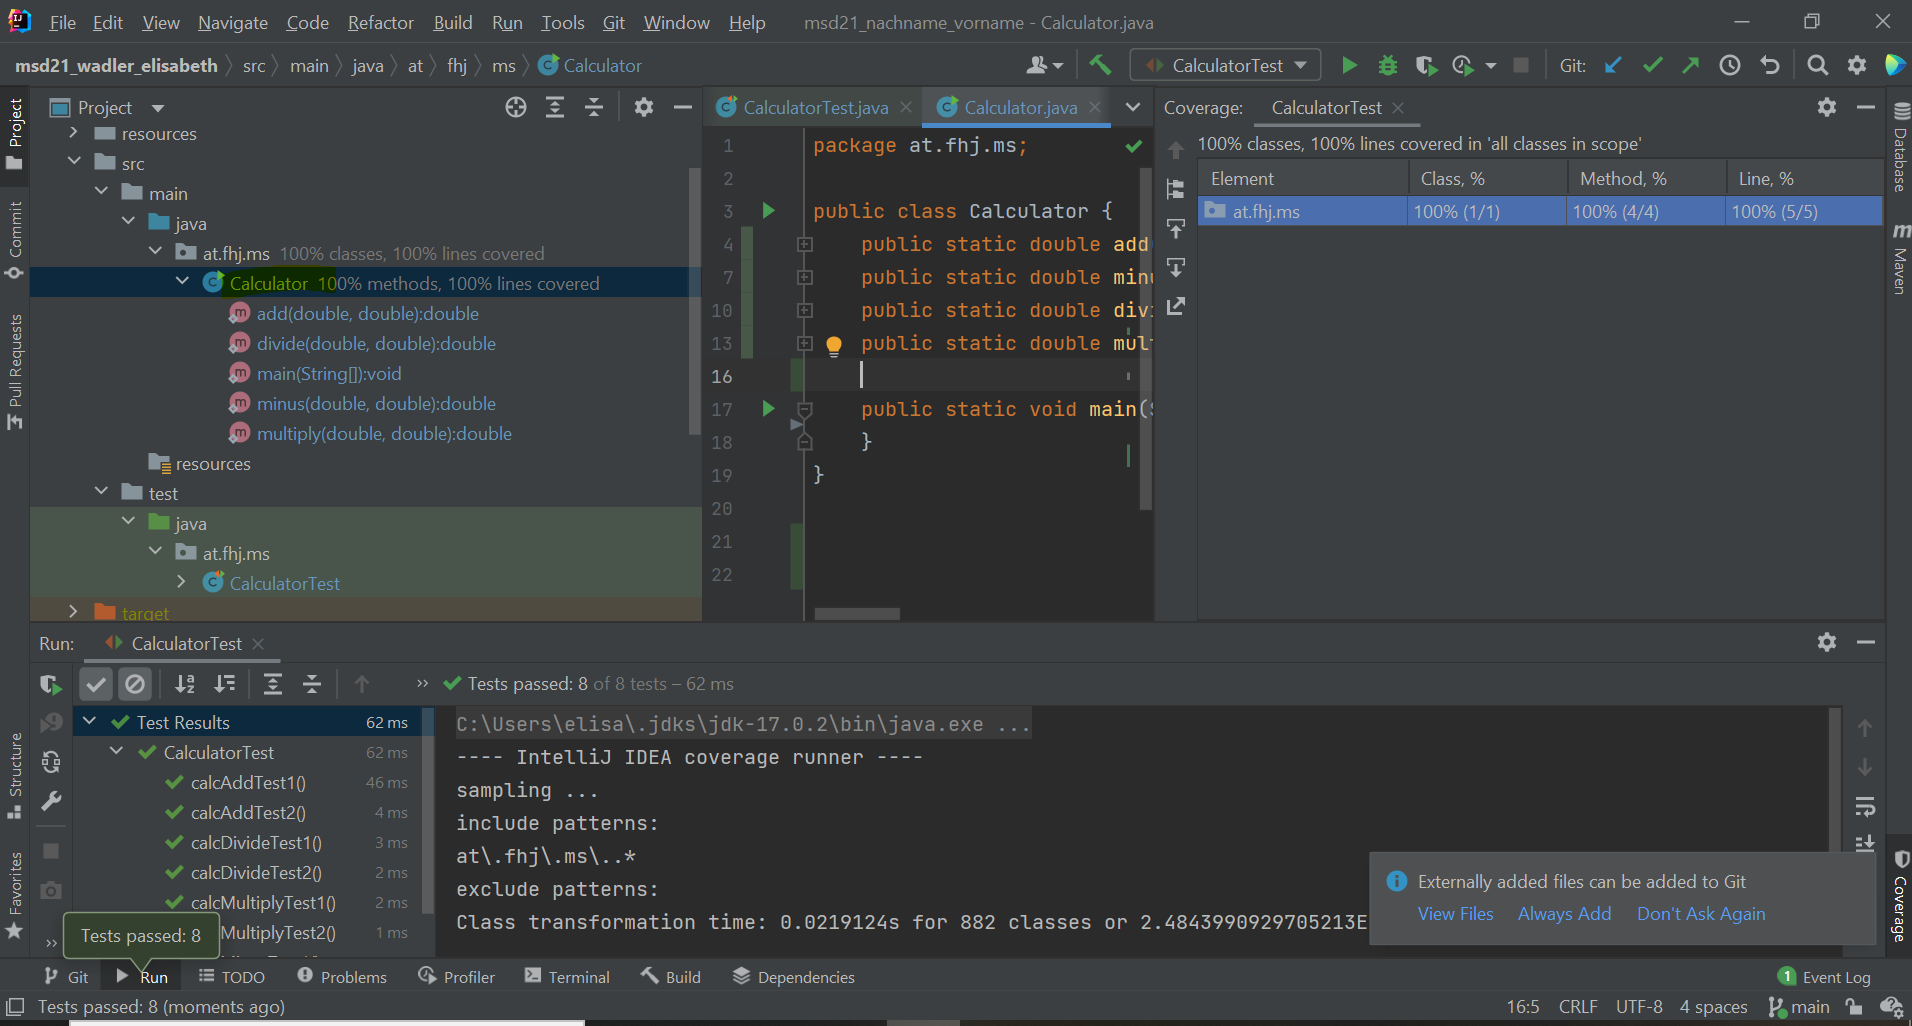 File Edit View Navigate Code Refactor Build Run Tools Git Window Help msd21_nachname_vorname - Calculator.java
msd21_wadler_elisabeth src main java at fhj ms Calculator CalculatorTest Git:
Project
resources
src
main
java
at.fhj.ms 100% classes, 100% lines covered
Calculator 100% methods, 100% lines covered
add(double, double):double
divide(double, double):double
main(String[]):void
minus(double, double):double
multiply(double, double):double
resources
test
java
at.fhj.ms
CalculatorTest
target
Project
Commit
Pull Requests
Structure
Favorites
CalculatorTest.java Calculator.java
1 package at.fhj.ms;
2
3 public class Calculator {
4 public static double add
7 public static double minu
10 public static double divi
13 public static double mult
16
17 public static void main(S
18 }
19 }
20
21
22
Coverage: CalculatorTest
100% classes, 100% lines covered in 'all classes in scope'
Element Class, % Method, % Line, %
at.fhj.ms 100% (1/1) 100% (4/4) 100% (5/5)
Database
Maven
Coverage
Run: CalculatorTest
Tests passed: 8 of 8 tests – 62 ms
Test Results 62 ms
CalculatorTest 62 ms
calcAddTest1() 46 ms
calcAddTest2() 4 ms
calcDivideTest1() 3 ms
calcDivideTest2() 2 ms
calcMultiplyTest1() 2 ms
MultiplyTest2() 1 ms
Tests passed: 8
C:\Users\elisa\.jdks\jdk-17.0.2\bin\java.exe ...
---- IntelliJ IDEA coverage runner ----
sampling ...
include patterns:
at\.fhj\.ms\..*
exclude patterns:
Class transformation time: 0.0219124s for 882 classes or 2.4843990929705213E
Externally added files can be added to Git
View Files Always Add Don't Ask Again
Git Run TODO Problems Profiler Terminal Build Dependencies 1 Event Log
Tests passed: 8 (moments ago) 16:5 CRLF UTF-8 4 spaces main